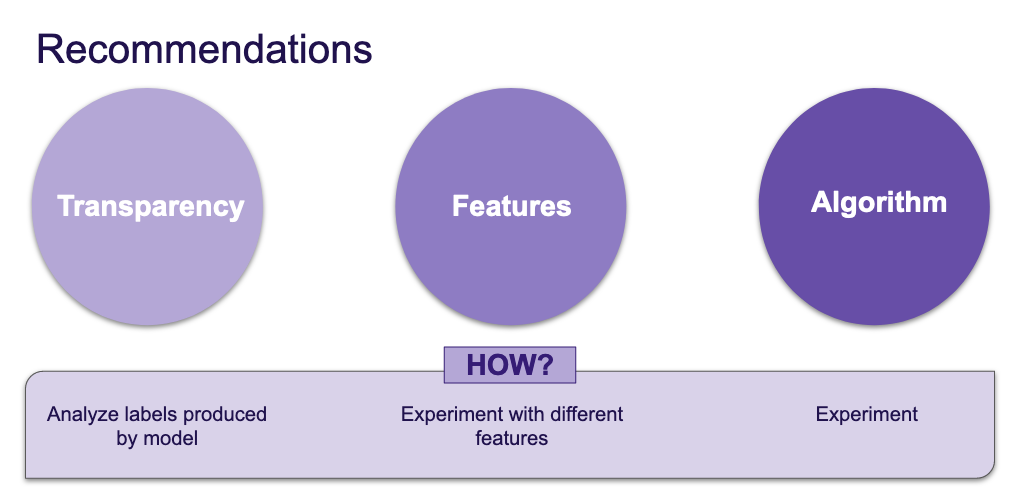 Recommendations
Transparency
Features
Algorithm
HOW?
Analyze labels produced
by model
Experiment with different
features
Experiment